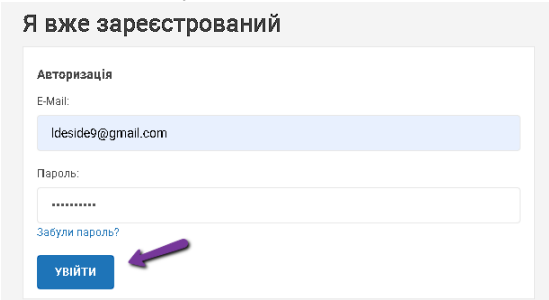 Я вже зареєстрований
Авторизація
E-Mail:
ldeside9@gmail.com
Пароль:
••••••••••
Забули пароль?
УВІЙТИ